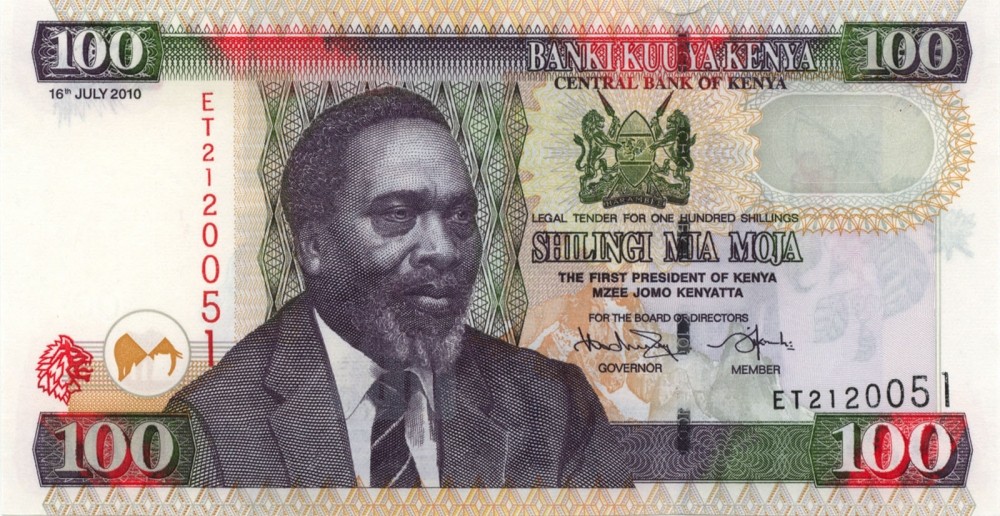 100
BANKI KUU YA KENYA
100
CENTRAL BANK OF KENYA
16th JULY 2010
ET2120051
HARAMBEE
LEGAL TENDER FOR ONE HUNDRED SHILLINGS
SHILINGI MIA MOJA
THE FIRST PRESIDENT OF KENYA
MZEE JOMO KENYATTA
FOR THE BOARD OF DIRECTORS
GOVERNOR
MEMBER
ET2120051
100
100